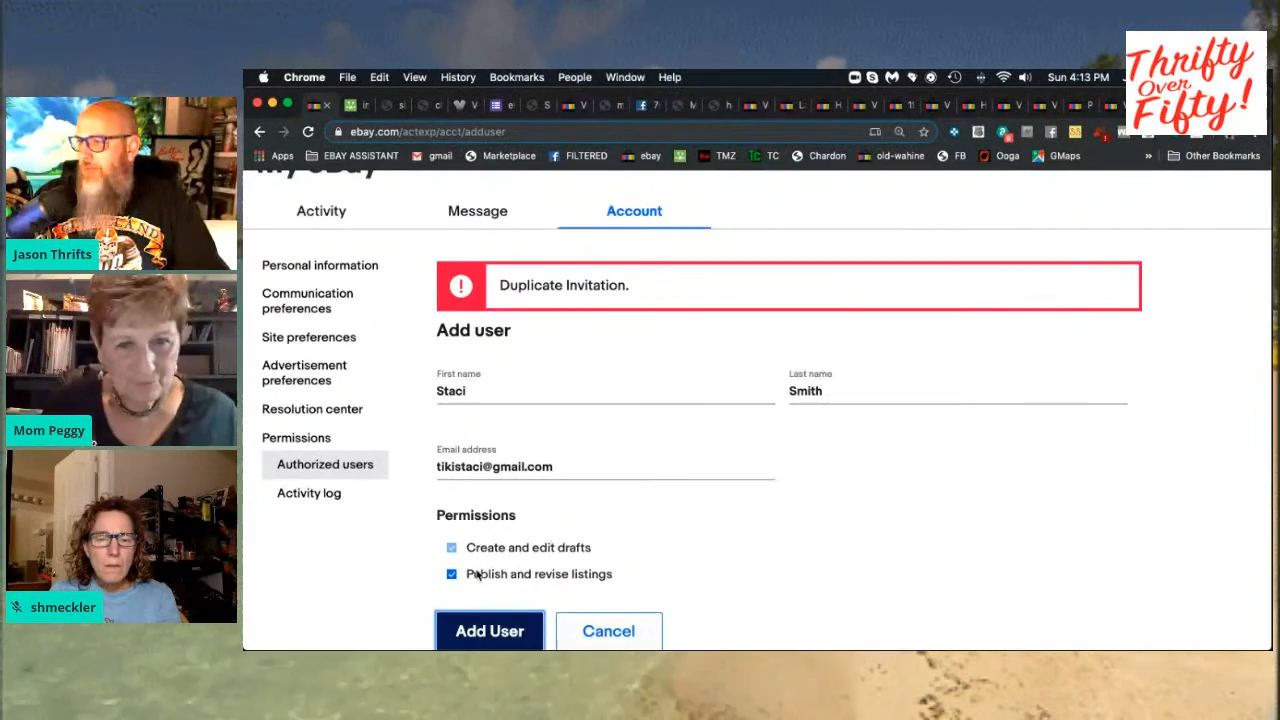 Thrifty
Over
Fifty!
Chrome File Edit View History Bookmarks People Window Help Sun 4:13 PM
ebay.com/actexp/acct/adduser
Apps EBAY ASSISTANT gmail Marketplace FILTERED ebay TMZ TC Chardon old-wahine FB Ooga GMaps » Other Bookmarks
My eBay
Activity Message Account
Jason Thrifts
Personal information
Communication
preferences
Site preferences
Advertisement
preferences
Resolution center
Permissions
Authorized users
Activity log
Duplicate Invitation.
Add user
First name Last name
Staci Smith
Email address
tikistaci@gmail.com
Permissions
Create and edit drafts
Publish and revise listings
Add User Cancel
Mom Peggy
shmeckler